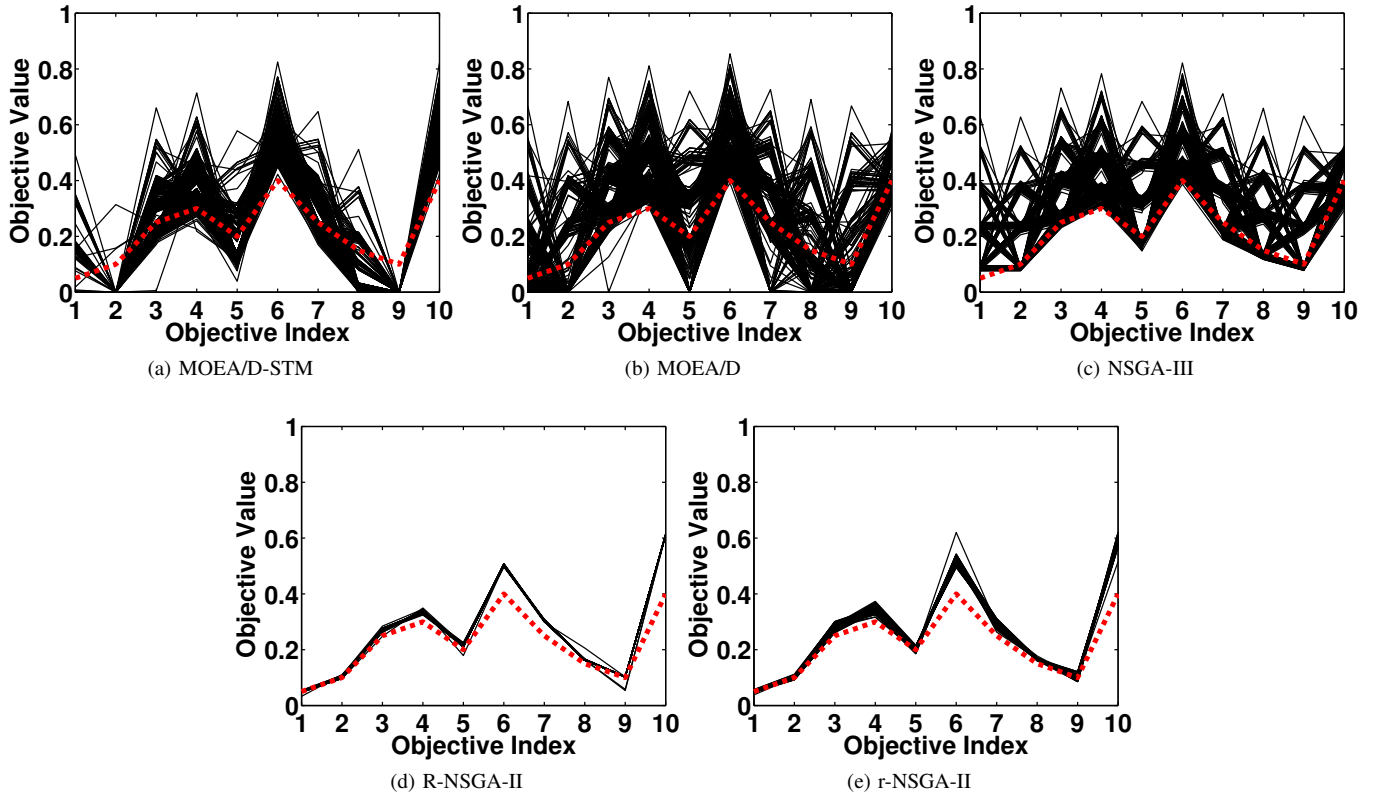 1
0.8
0.6
0.4
0.2
0
Objective Value
1 2 3 4 5 6 7 8 9 10
Objective Index
(a) MOEA/D-STM
1
0.8
0.6
0.4
0.2
0
Objective Value
1 2 3 4 5 6 7 8 9 10
Objective Index
(b) MOEA/D
1
0.8
0.6
0.4
0.2
0
Objective Value
1 2 3 4 5 6 7 8 9 10
Objective Index
(c) NSGA-III
1
0.8
0.6
0.4
0.2
0
Objective Value
1 2 3 4 5 6 7 8 9 10
Objective Index
(d) R-NSGA-II
1
0.8
0.6
0.4
0.2
0
Objective Value
1 2 3 4 5 6 7 8 9 10
Objective Index
(e) r-NSGA-II